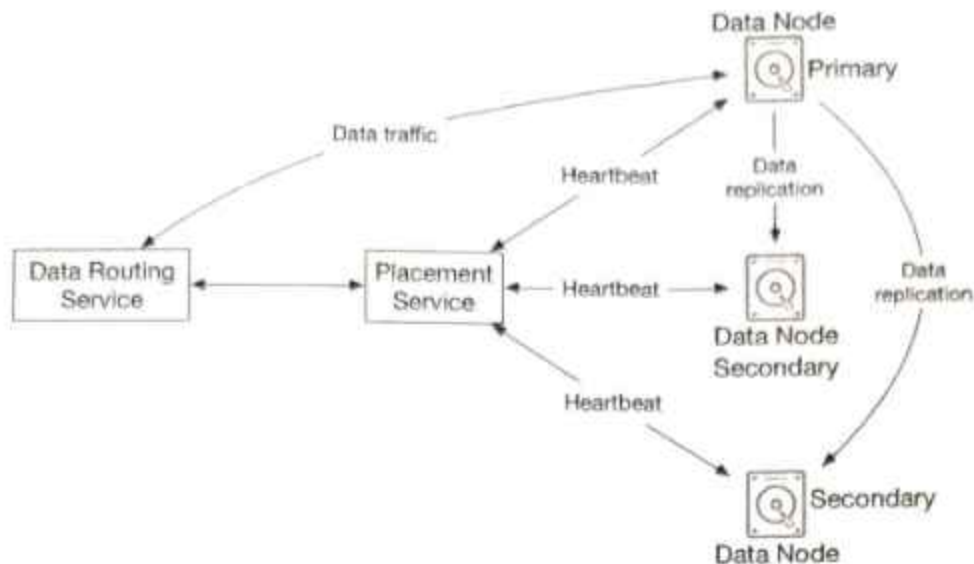 Data Node
Primary
Data traffic
Heartbeat
Data
replication
Data Routing
Service
Placement
Service
Heartbeat
Data
replication
Data Node
Secondary
Heartbeat
Secondary
Data Node